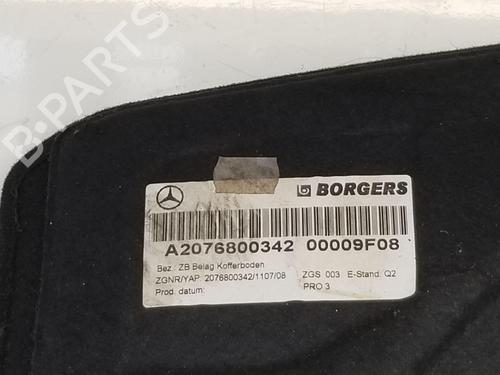 BORGERS
A2076800342 00009F08
Bez.: ZB Belag Kofferboden
ZGNR/YAP: 2076800342/1107/08 ZGS 003 E-Stand. Q2
Prod. datum: PRO 3
B-PARTS